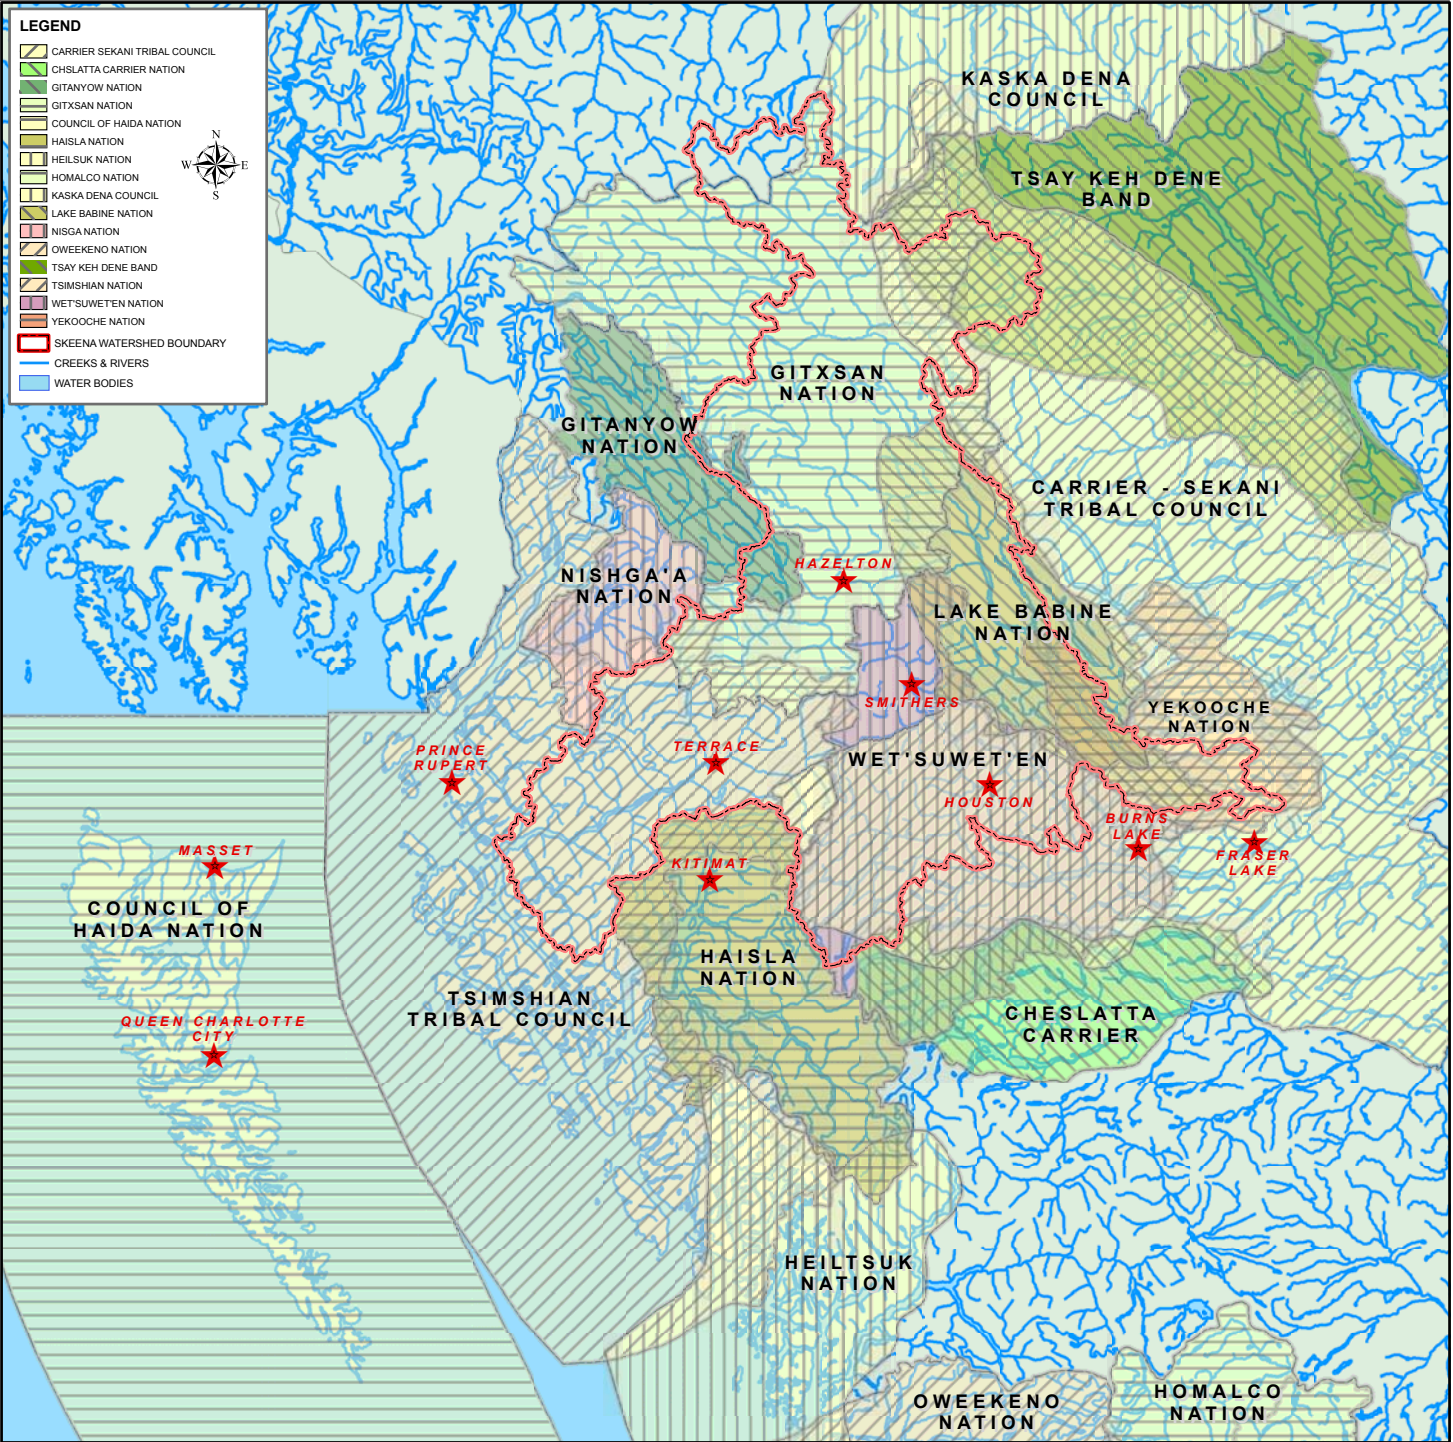 LEGEND
CARRIER SEKANI TRIBAL COUNCIL
CHSLATTA CARRIER NATION
GITANYOW NATION
GITXSAN NATION
COUNCIL OF HAIDA NATION
HAISLA NATION
HEILSUK NATION
HOMALCO NATION
KASKA DENA COUNCIL
LAKE BABINE NATION
NISGA NATION
OWEEKENO NATION
TSAY KEH DENE BAND
TSIMSHIAN NATION
WET'SUWET'EN NATION
YEKOOCHE NATION
SKEENA WATERSHED BOUNDARY
CREEKS & RIVERS
WATER BODIES
N
W
E
S
KASKA DENA
COUNCIL
TSAY KEH DENE
BAND
GITXSAN
NATION
GITANYOW
NATION
CARRIER - SEKANI
TRIBAL COUNCIL
HAZELTON
NISHGA'A
NATION
LAKE BABINE
NATION
SMITHERS
YEKOOCHE
NATION
PRINCE
RUPERT
TERRACE
WET'SUWET'EN
HOUSTON
BURNS
LAKE
FRASER
LAKE
MASSET
KITIMAT
COUNCIL OF
HAIDA NATION
HAISLA
NATION
TSIMSHIAN
TRIBAL COUNCIL
QUEEN CHARLOTTE
CITY
CHESLATTA
CARRIER
HEILTSUK
NATION
OWEEKENO
NATION
HOMALCO
NATION